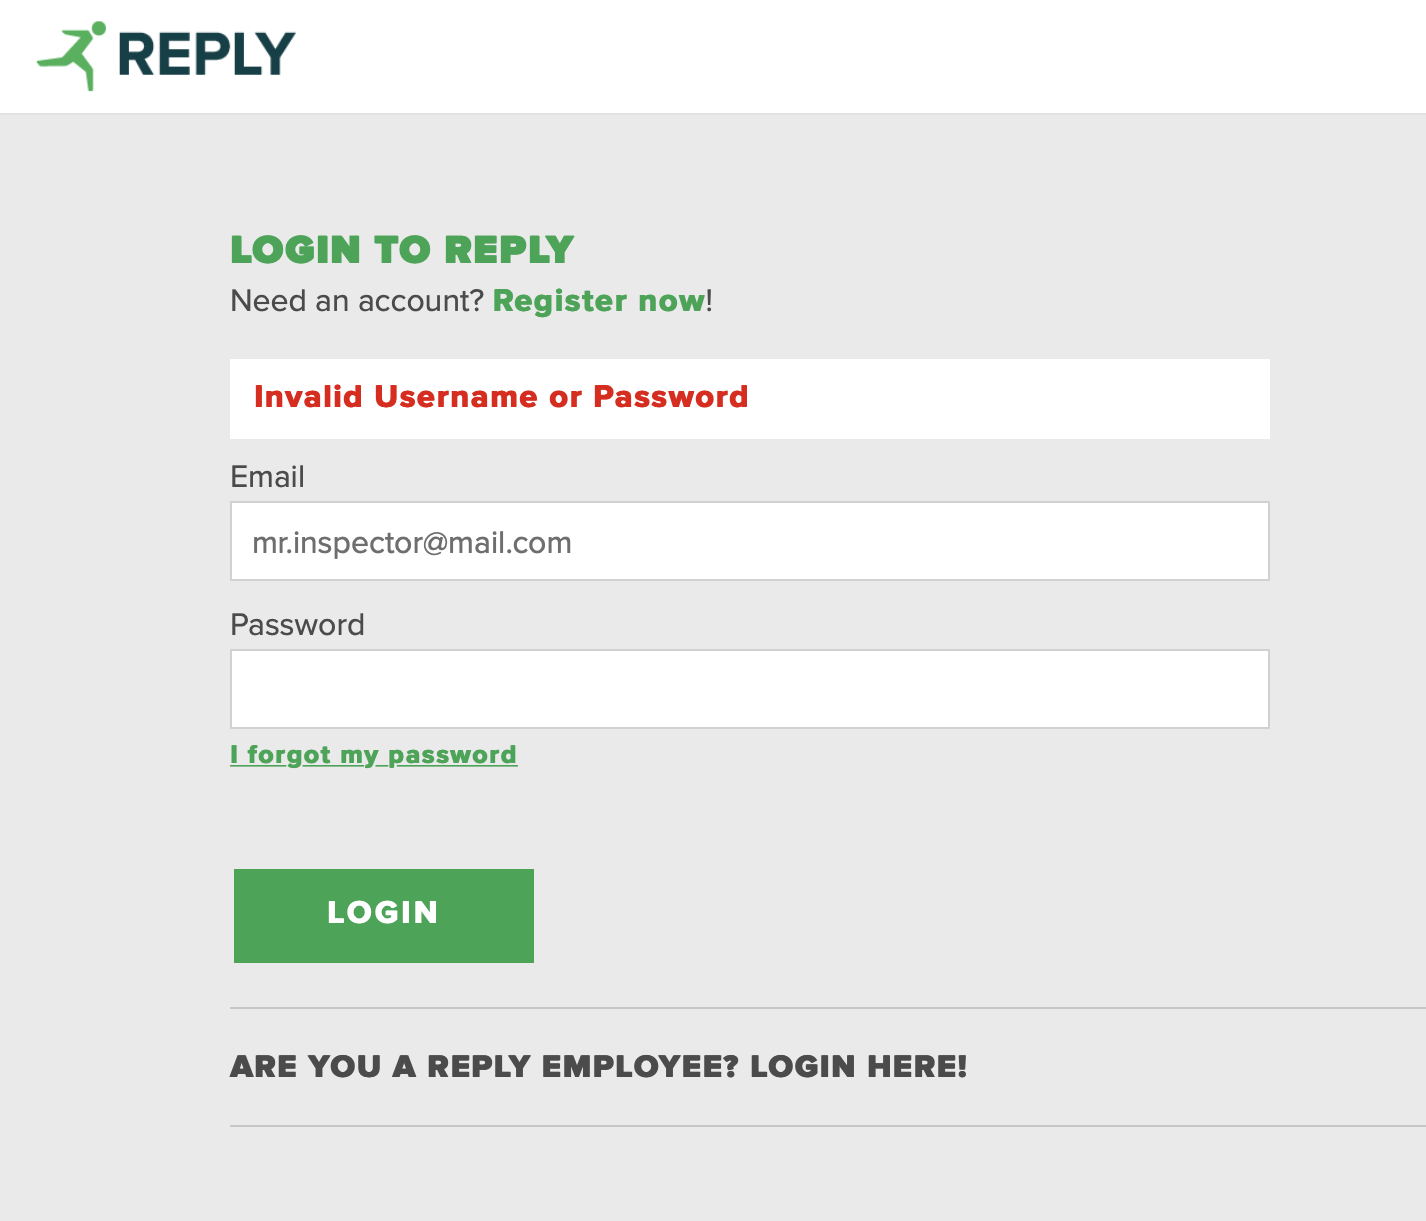 REPLY
LOGIN TO REPLY
Need an account? Register now!
Invalid Username or Password
Email
mr.inspector@mail.com
Password
I forgot my password
LOGIN
ARE YOU A REPLY EMPLOYEE? LOGIN HERE!